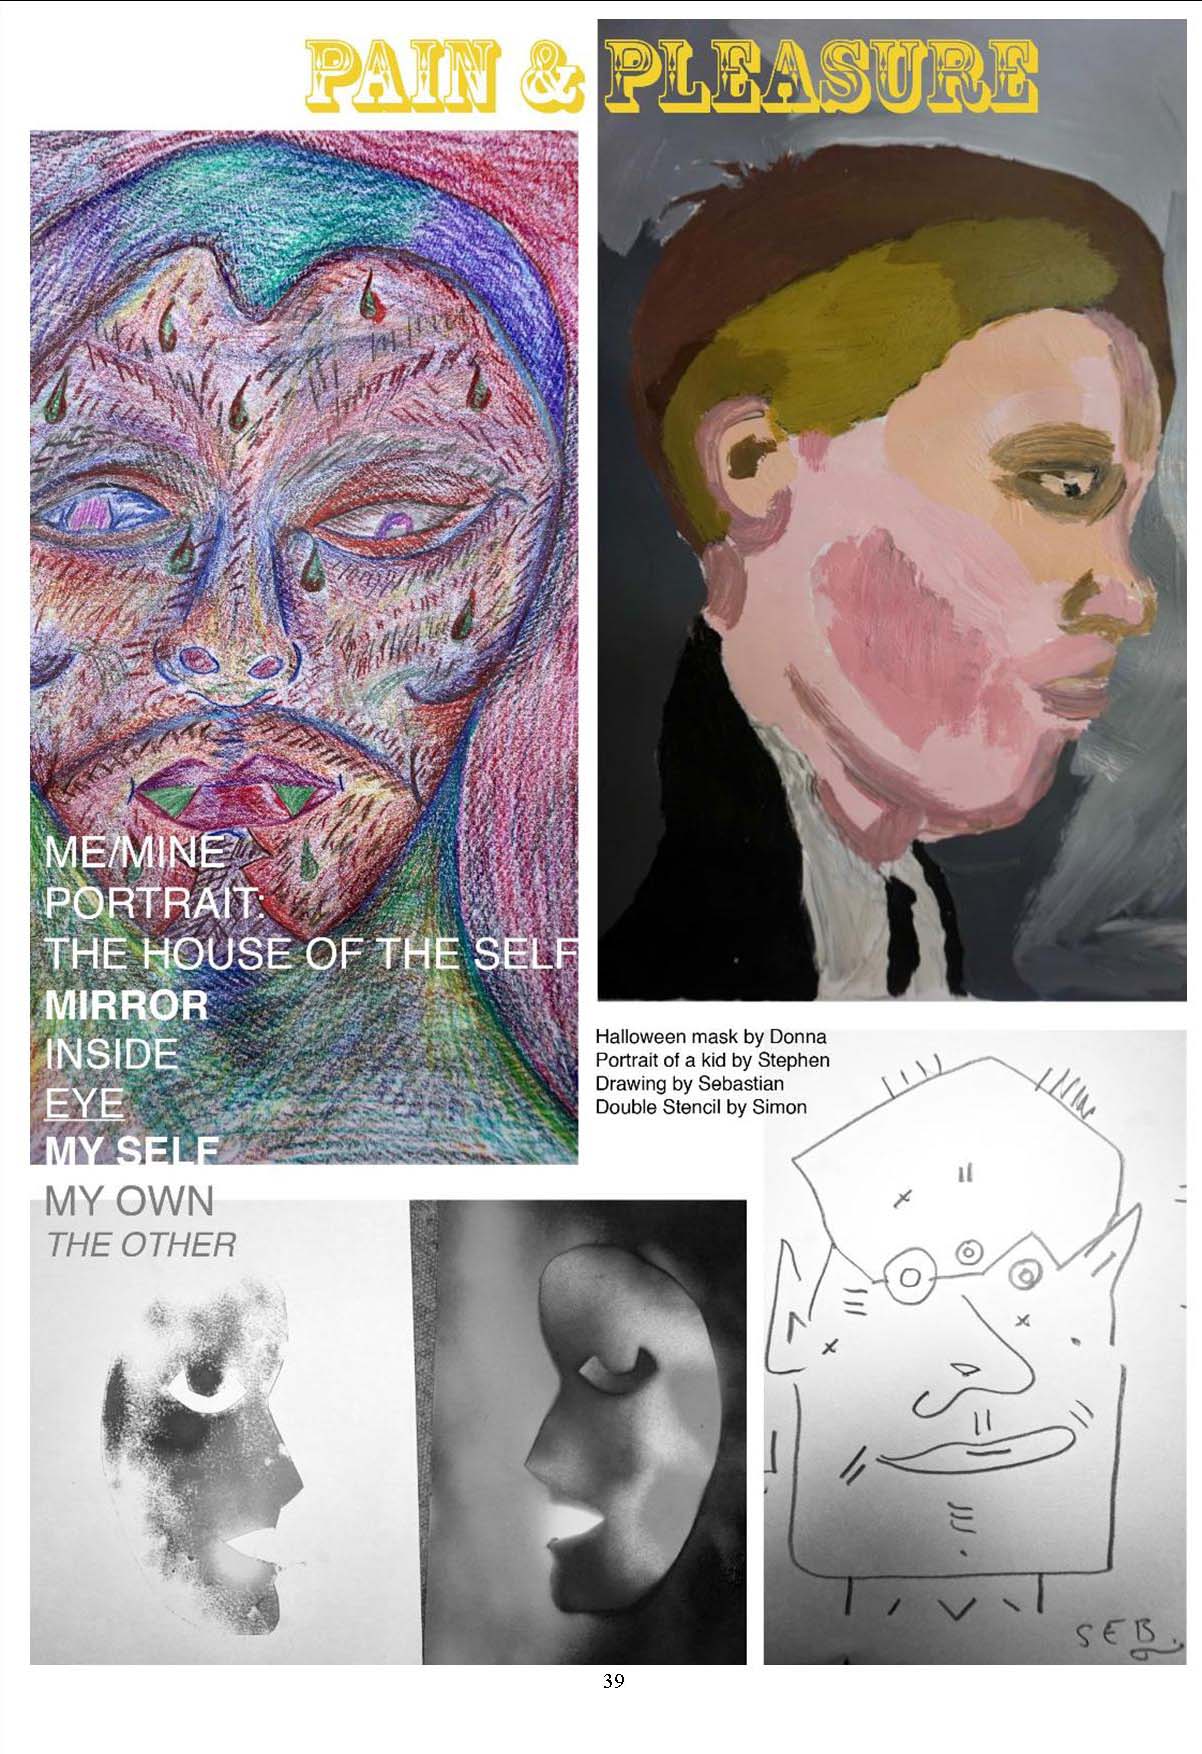 PAIN & PLEASURE
ME/MINE
PORTRAIT:
THE HOUSE OF THE SELF
MIRROR
INSIDE
EYE
MY SELF
MY OWN
THE OTHER
Halloween mask by Donna
Portrait of a kid by Stephen
Drawing by Sebastian
Double Stencil by Simon
SEB.
39